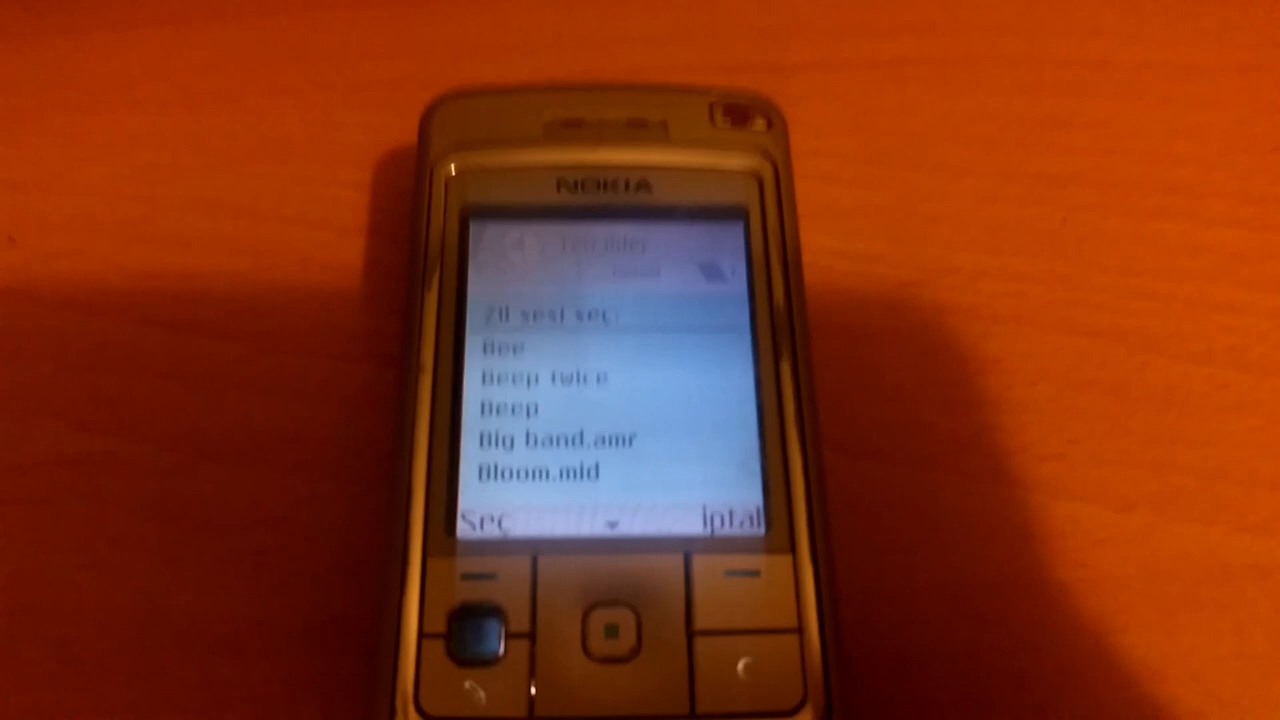 NOKIA
Zil sesi seç:
Bee
Beep twice
Beep
Big band.amr
Bloom.mid
Seç
İptal